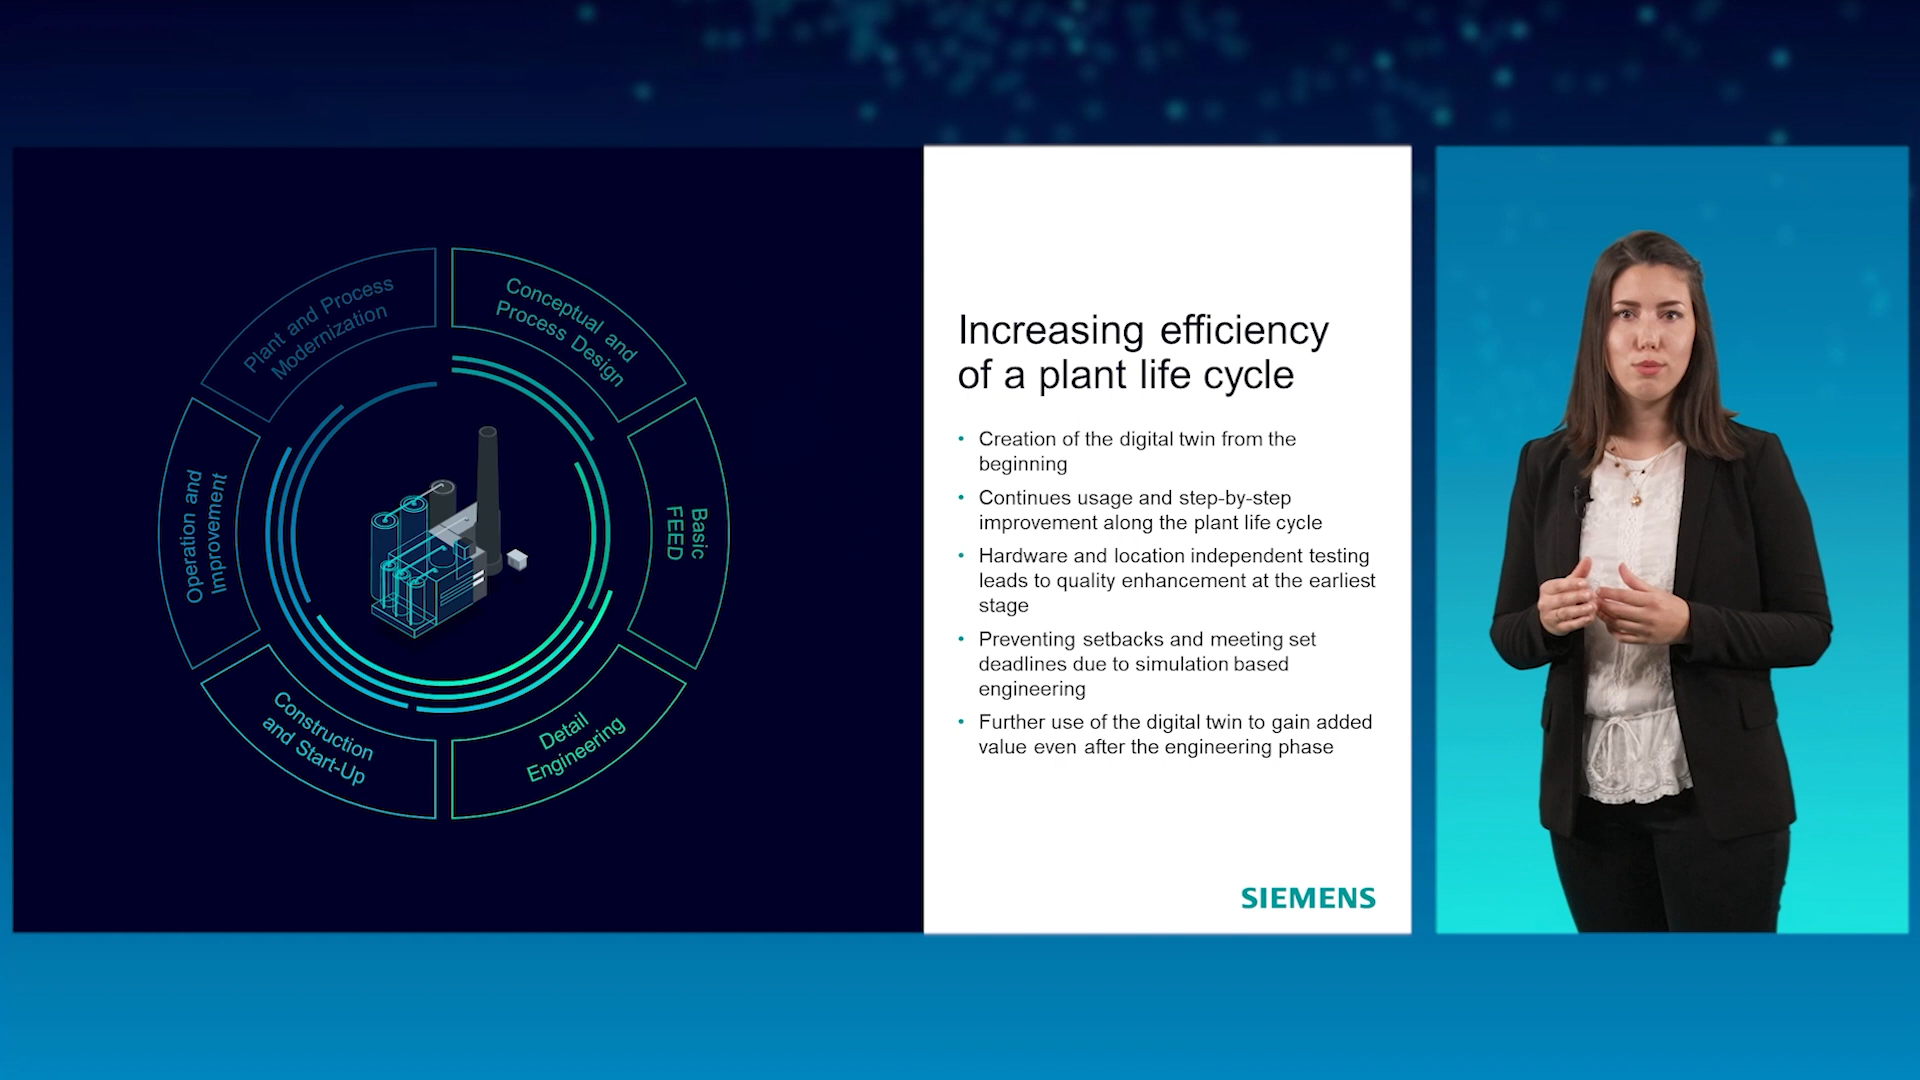 Plant and Process
Modernization
Conceptual and
Process Design
Operation and
Improvement
Basic
FEED
Construction
and Start-Up
Detail
Engineering
Increasing efficiency
of a plant life cycle
• Creation of the digital twin from the
beginning
• Continues usage and step-by-step
improvement along the plant life cycle
• Hardware and location independent testing
leads to quality enhancement at the earliest
stage
• Preventing setbacks and meeting set
deadlines due to simulation based
engineering
• Further use of the digital twin to gain added
value even after the engineering phase
SIEMENS